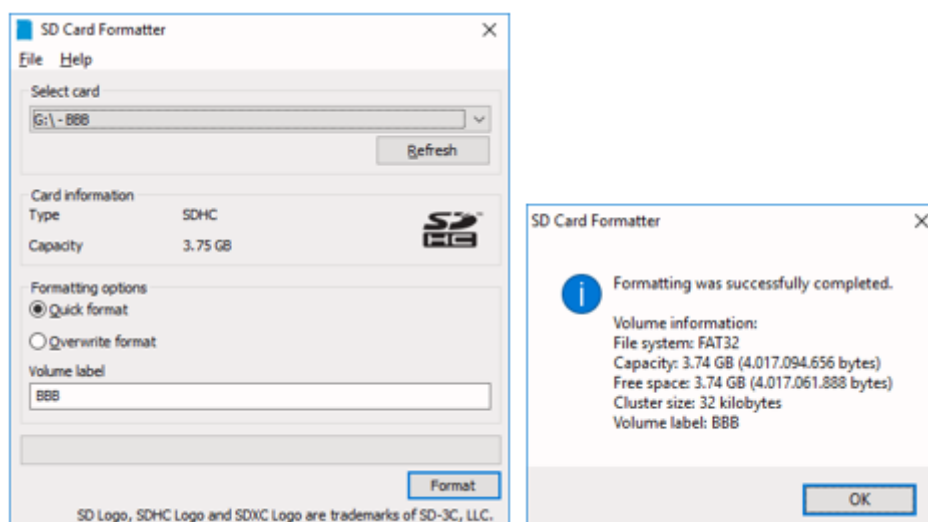 SD Card Formatter
File Help
Select card
G:\ - BBB
Refresh
Card information
Type SDHC
Capacity 3.75 GB
SD HC
Formatting options
Quick format
Overwrite format
Volume label
BBB
Format
SD Logo, SDHC Logo and SDXC Logo are trademarks of SD-3C, LLC.
SD Card Formatter
Formatting was successfully completed.
Volume information:
File system: FAT32
Capacity: 3.74 GB (4.017.094.656 bytes)
Free space: 3.74 GB (4.017.061.888 bytes)
Cluster size: 32 kilobytes
Volume label: BBB
OK